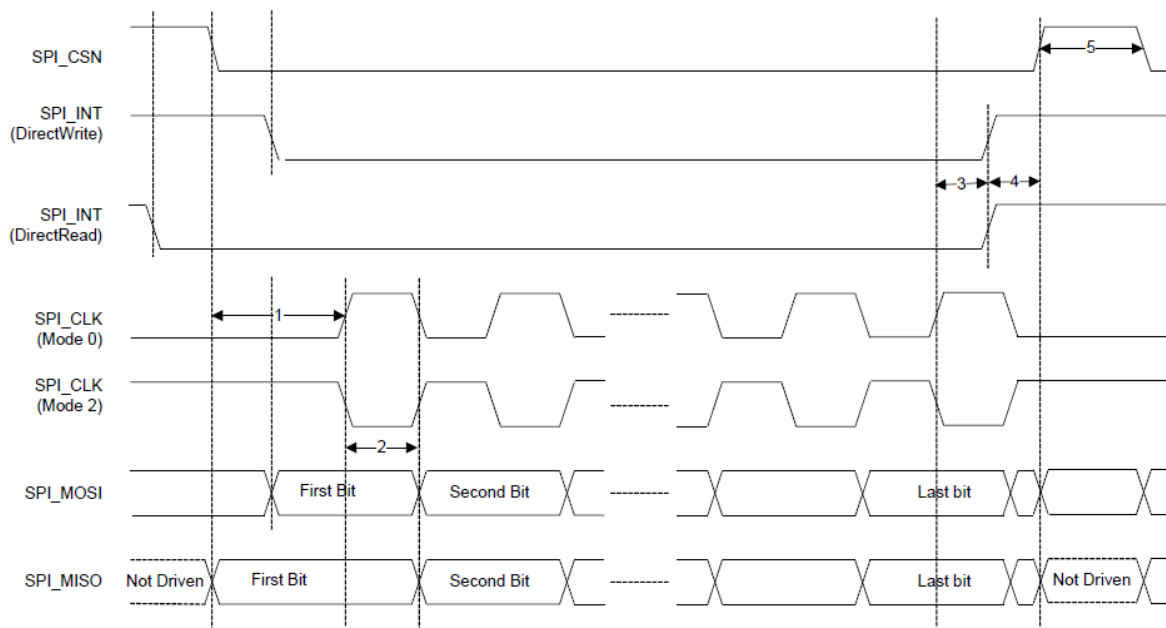 SPI_CSN
5
SPI_INT
(DirectWrite)
3
4
SPI_INT
(DirectRead)
1
SPI_CLK
(Mode 0)
SPI_CLK
(Mode 2)
2
SPI_MOSI
First Bit
Second Bit
Last bit
SPI_MISO
Not Driven
First Bit
Second Bit
Last bit
Not Driven